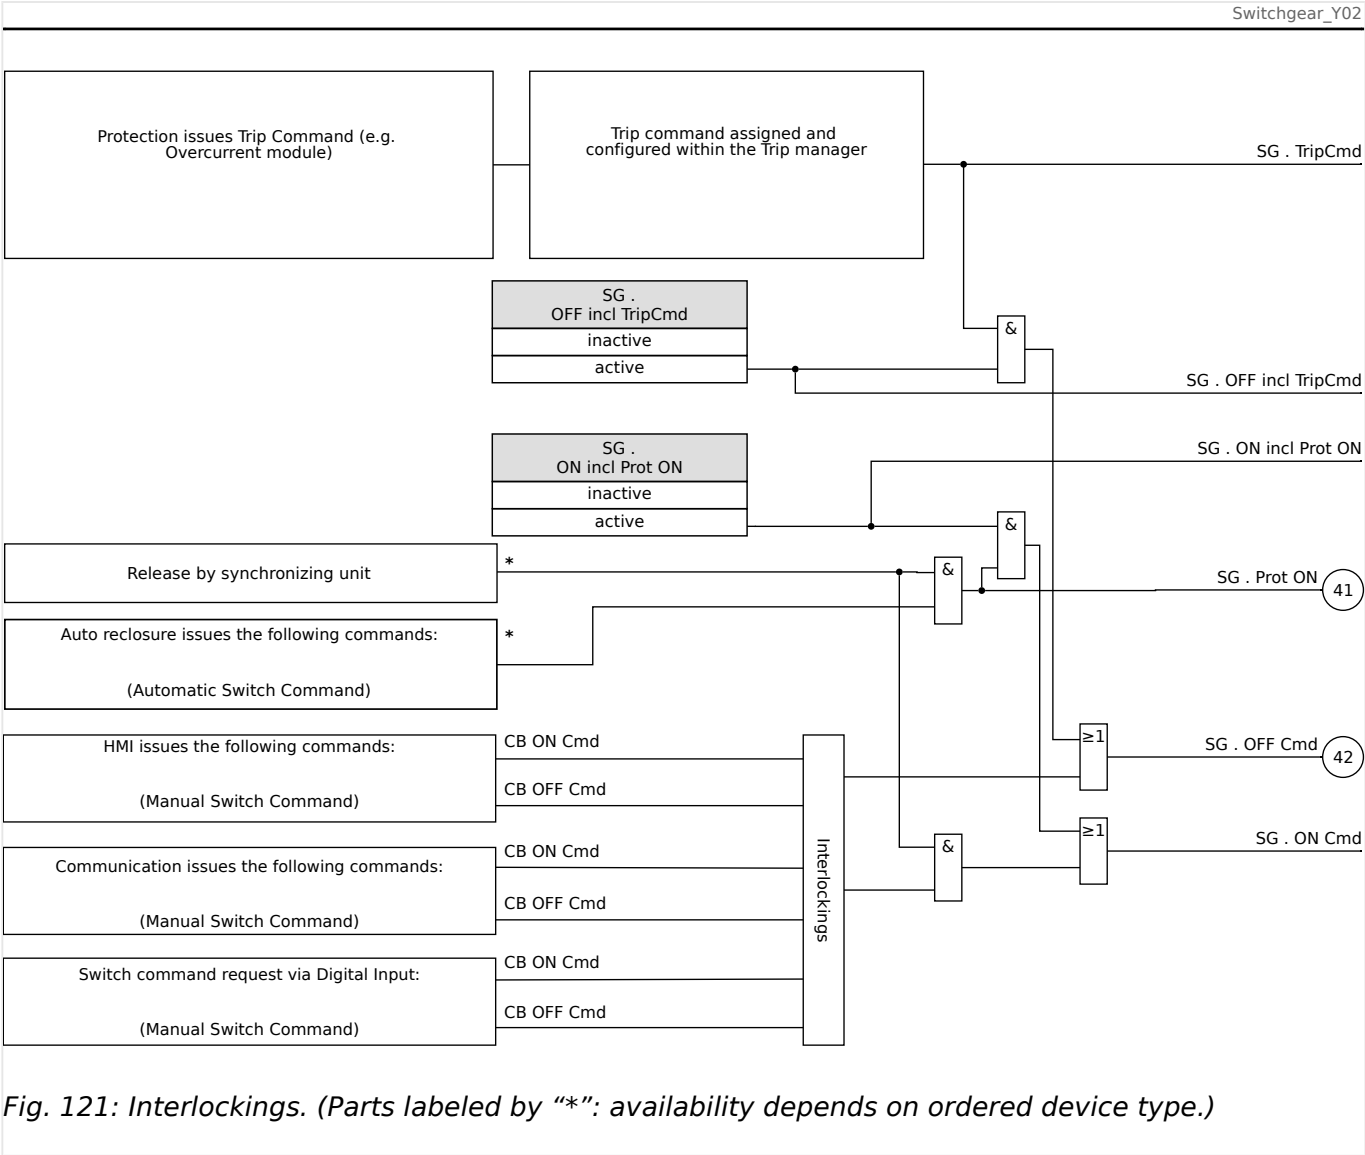 Switchgear_Y02
Protection issues Trip Command (e.g.
Overcurrent module)
Trip command assigned and
configured within the Trip manager
SG . TripCmd
SG .
OFF incl TripCmd
inactive
active
&
SG . OFF incl TripCmd
SG .
ON incl Prot ON
inactive
active
SG . ON incl Prot ON
&
Release by synchronizing unit
*
&
SG . Prot ON
41
Auto reclosure issues the following commands:
(Automatic Switch Command)
*
HMI issues the following commands:
(Manual Switch Command)
CB ON Cmd
CB OFF Cmd
≥1
SG . OFF Cmd
42
Communication issues the following commands:
(Manual Switch Command)
CB ON Cmd
CB OFF Cmd
Interlockings
&
≥1
SG . ON Cmd
Switch command request via Digital Input:
(Manual Switch Command)
CB ON Cmd
CB OFF Cmd
Fig. 121: Interlockings. (Parts labeled by “*”: availability depends on ordered device type.)